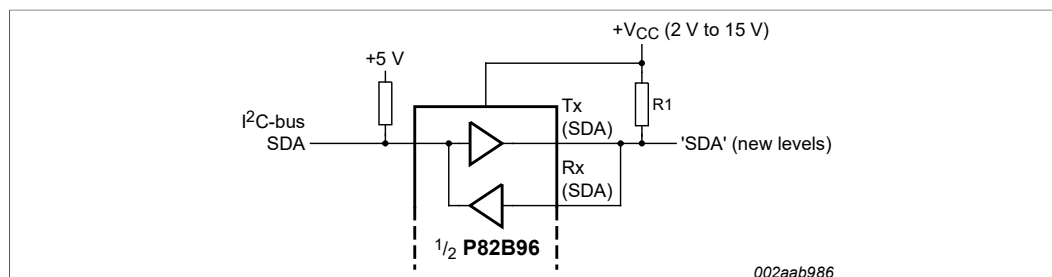 +VCC (2 V to 15 V)
+5 V
R1
Tx
(SDA)
I2C-bus
SDA
'SDA' (new levels)
Rx
(SDA)
1/2 P82B96
002aab986